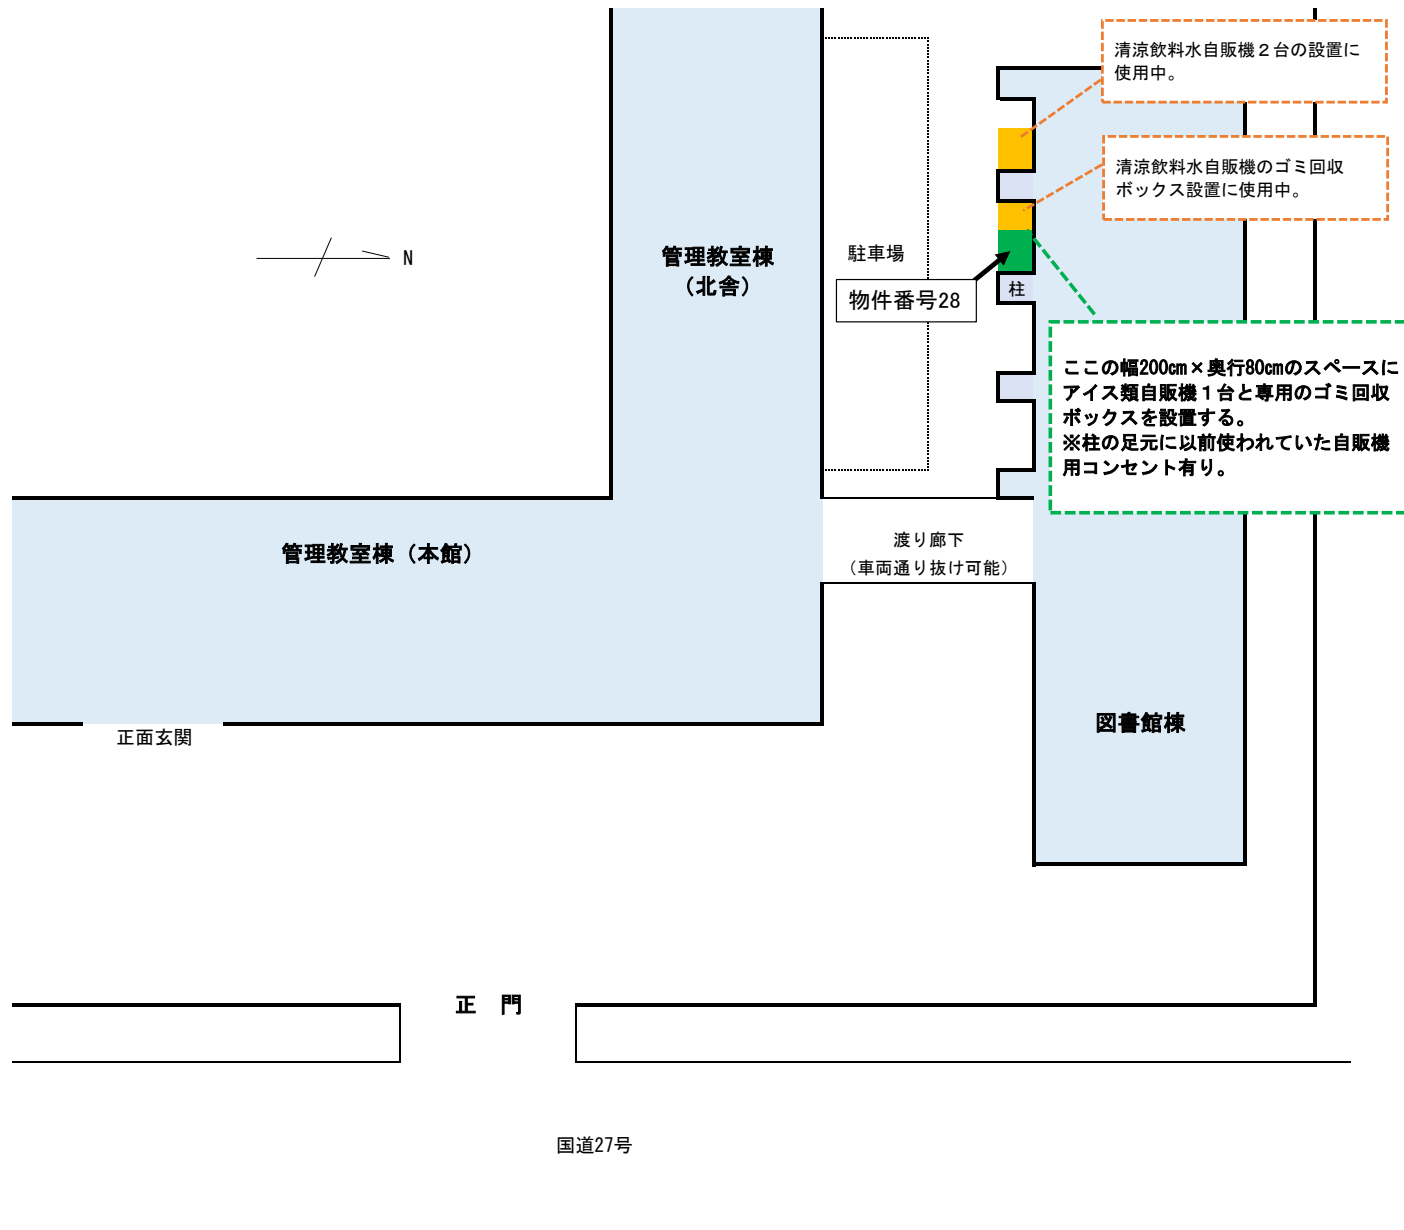 清涼飲料水自販機２台の設置に
使用中。
清涼飲料水自販機のゴミ回収
ボックス設置に使用中。
管理教室棟
（北舎）
駐車場
N
物件番号28
柱
ここの幅200㎝×奥行80㎝のスペースに
アイス類自販機１台と専用のゴミ回収
ボックスを設置する。
※柱の足元に以前使われていた自販機
用コンセント有り。
管理教室棟（本館）
渡り廊下
（車両通り抜け可能）
正面玄関
図書館棟
正　門
国道27号